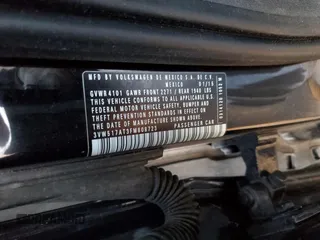 MFD BY VOLKSWAGEN DE MEXICO S.A. DE C.V.
MEXICO 01/15
GVWR 4101 GAWR FRONT 2271 / REAR 1940 LBS
THIS VEHICLE CONFORMS TO ALL APPLICABLE U.S.
FEDERAL MOTOR VEHICLE SAFETY, BUMPER AND
THEFT PREVENTION STANDARDS IN EFFECT ON
THE DATE OF MANUFACTURE SHOWN ABOVE.
PASSENGER CAR